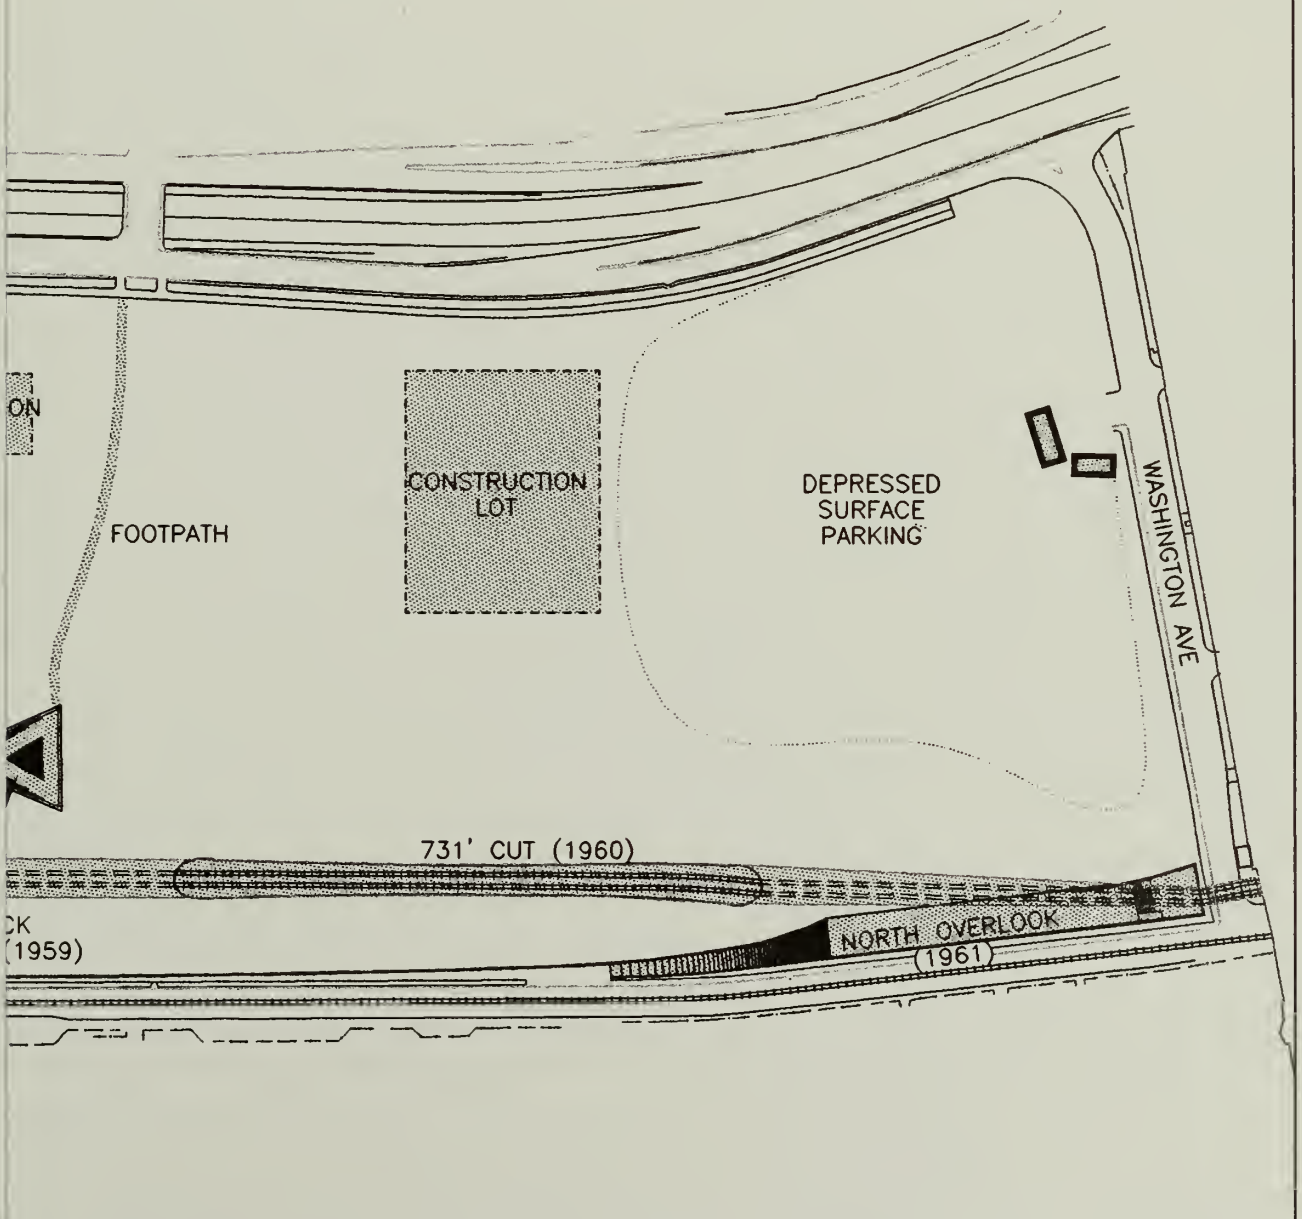 ON
CONSTRUCTION
LOT
DEPRESSED
SURFACE
PARKING
FOOTPATH
WASHINGTON AVE
731' CUT (1960)
CK
(1959)
NORTH OVERLOOK
(1961)